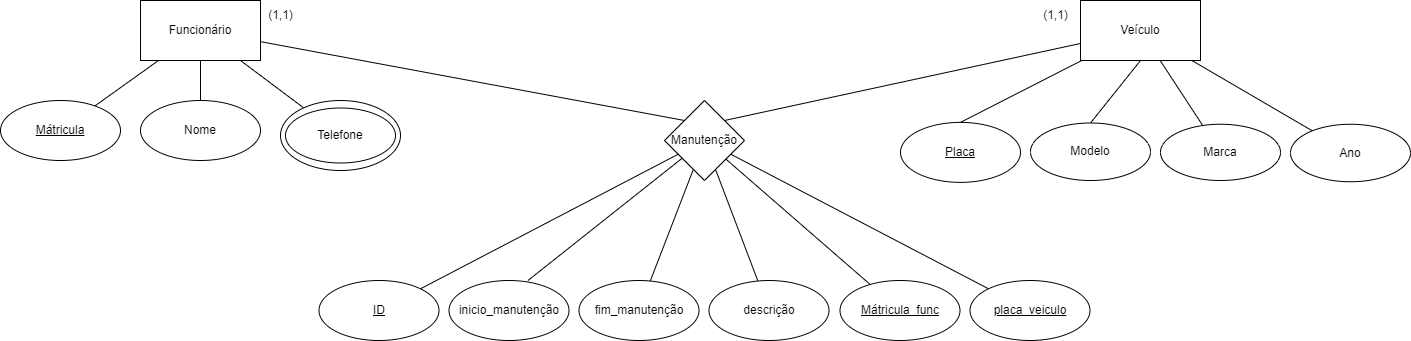 (1,1)
(1,1)
Funcionário
Veículo
Mátricula
Nome
Telefone
Manutenção
Placa
Modelo
Marca
Ano
ID
inicio_manutenção
fim_manutenção
descrição
Mátricula_func
placa_veiculo